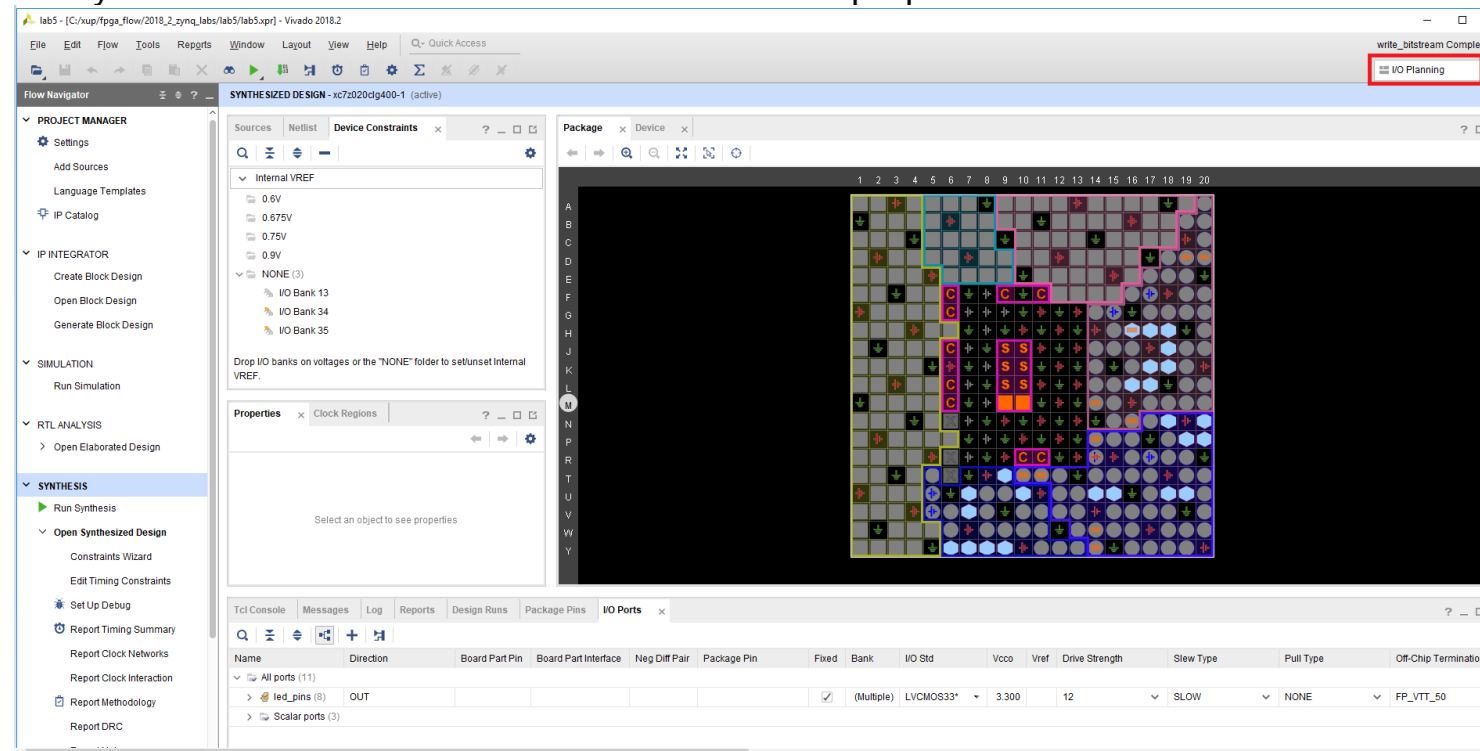 lab5 - [C:/xup/fpga_flow/2018_2_zynq_labs/lab5/lab5.xpr] - Vivado 2018.2
File Edit Flow Tools Reports Window Layout View Help Quick Access
write_bitstream Comple
I/O Planning
Flow Navigator
SYNTHESIZED DESIGN - xc7z020clg400-1 (active)
PROJECT MANAGER
Settings
Add Sources
Language Templates
IP Catalog
IP INTEGRATOR
Create Block Design
Open Block Design
Generate Block Design
SIMULATION
Run Simulation
RTL ANALYSIS
Open Elaborated Design
SYNTHESIS
Run Synthesis
Open Synthesized Design
Constraints Wizard
Edit Timing Constraints
Set Up Debug
Report Timing Summary
Report Clock Networks
Report Clock Interaction
Report Methodology
Report DRC
Sources Netlist Device Constraints
Internal VREF
0.6V
0.675V
0.75V
0.9V
NONE (3)
I/O Bank 13
I/O Bank 34
I/O Bank 35
Drop I/O banks on voltages or the "NONE" folder to set/unset Internal
VREF.
Properties Clock Regions
Select an object to see properties
Package Device
1 2 3 4 5 6 7 8 9 10 11 12 13 14 15 16 17 18 19 20
A
B
C
D
E
F C C C
G C
H
J C S S
K S S
L C S S
M C
N
P
R C C
T
U
V
W
Y
Tcl Console Messages Log Reports Design Runs Package Pins I/O Ports
Name Direction Board Part Pin Board Part Interface Neg Diff Pair Package Pin Fixed Bank I/O Std Vcco Vref Drive Strength Slew Type Pull Type Off-Chip Terminatio
All ports (11)
led_pins (8) OUT (Multiple) LVCMOS33* 3.300 12 SLOW NONE FP_VTT_50
Scalar ports (3)